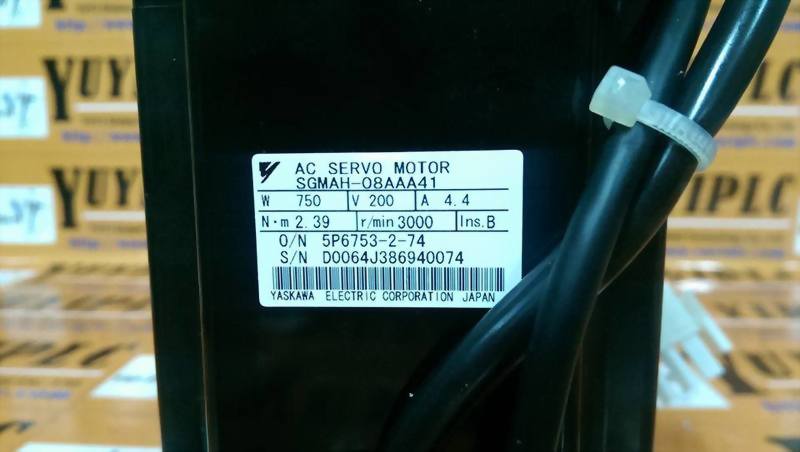 AC SERVO MOTOR
SGMAH-08AAA41
W 750 V 200 A 4.4
N·m 2.39 r/min 3000 Ins.B
O/N 5P6753-2-74
S/N D0064J386940074
YASKAWA ELECTRIC CORPORATION JAPAN